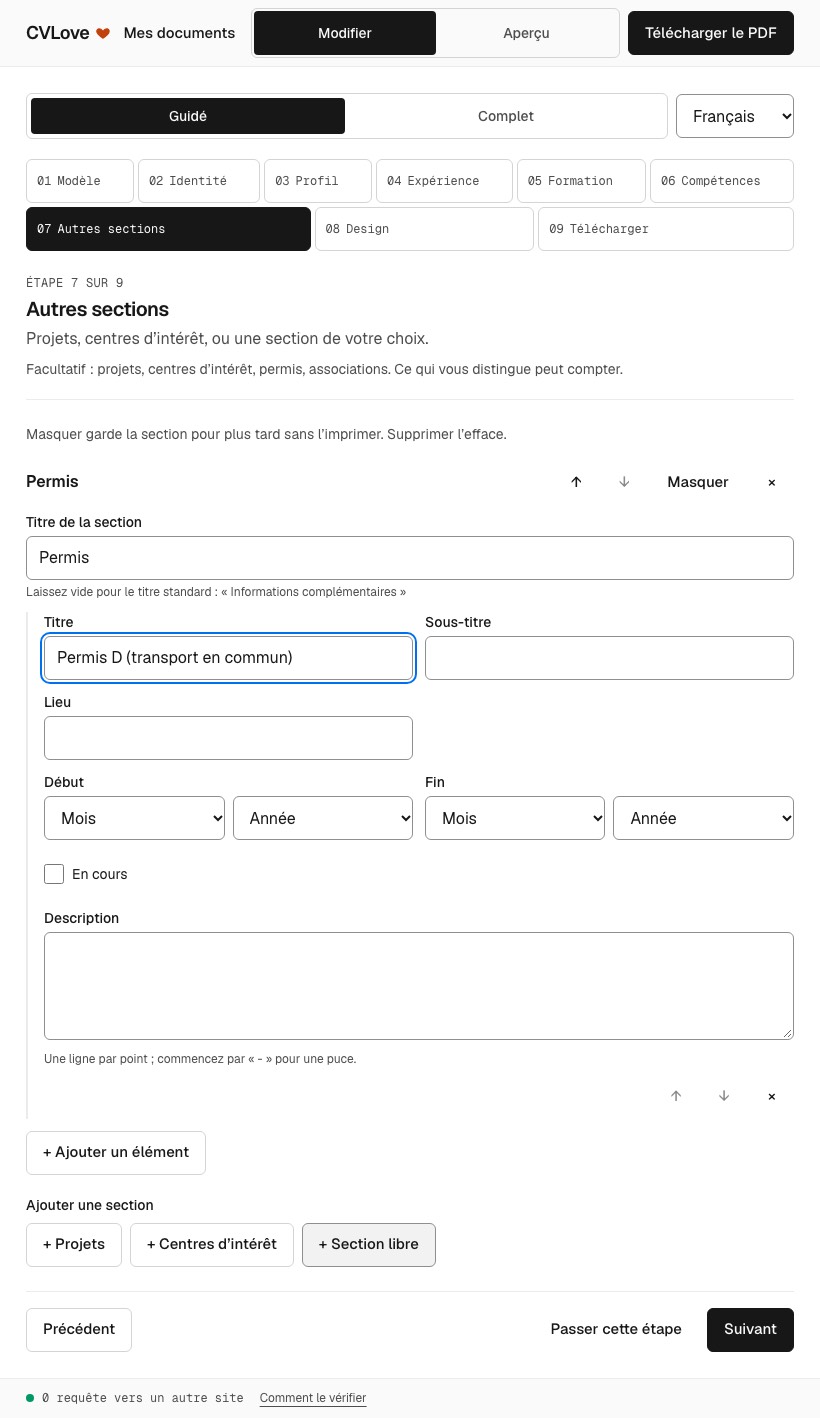 CVLove Mes documents Modifier Aperçu Télécharger le PDF
Guidé Complet Français
01 Modèle 02 Identité 03 Profil 04 Expérience 05 Formation 06 Compétences
07 Autres sections 08 Design 09 Télécharger
ÉTAPE 7 SUR 9
Autres sections
Projets, centres d’intérêt, ou une section de votre choix.
Facultatif : projets, centres d’intérêt, permis, associations. Ce qui vous distingue peut compter.
Masquer garde la section pour plus tard sans l’imprimer. Supprimer l’efface.
Permis ↑ ↓ Masquer ×
Titre de la section
Permis
Laissez vide pour le titre standard : « Informations complémentaires »
Titre Sous-titre
Permis D (transport en commun)
Lieu
Début Fin
Mois Année Mois Année
En cours
Description
Une ligne par point ; commencez par « - » pour une puce.
↑ ↓ ×
+ Ajouter un élément
Ajouter une section
+ Projets + Centres d’intérêt + Section libre
Précédent Passer cette étape Suivant
0 requête vers un autre site Comment le vérifier